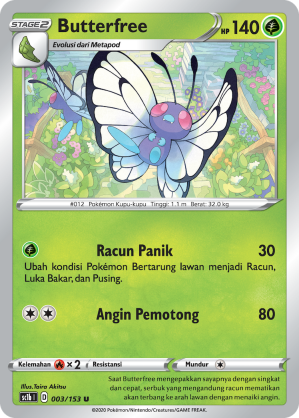 STAGE2 Butterfree HP 140
Evolusi dari Metapod
#012 Pokémon Kupu-kupu Tinggi: 1.1 m Berat: 32.0 kg
Racun Panik 30
Ubah kondisi Pokémon Bertarung lawan menjadi Racun,
Luka Bakar, dan Pusing.
Angin Pemotong 80
Kelemahan ×2 Resistansi Mundur
Illus. Taira Akitsu
sc1b I D 003/153 U
Saat Butterfree mengepakkan sayapnya dengan singkat
dan cepat, serbuk yang mengandung racun mematikan
pun akan terbang ke arah lawan dengan menaiki angin.
©2020 Pokémon/Nintendo/Creatures/GAME FREAK.